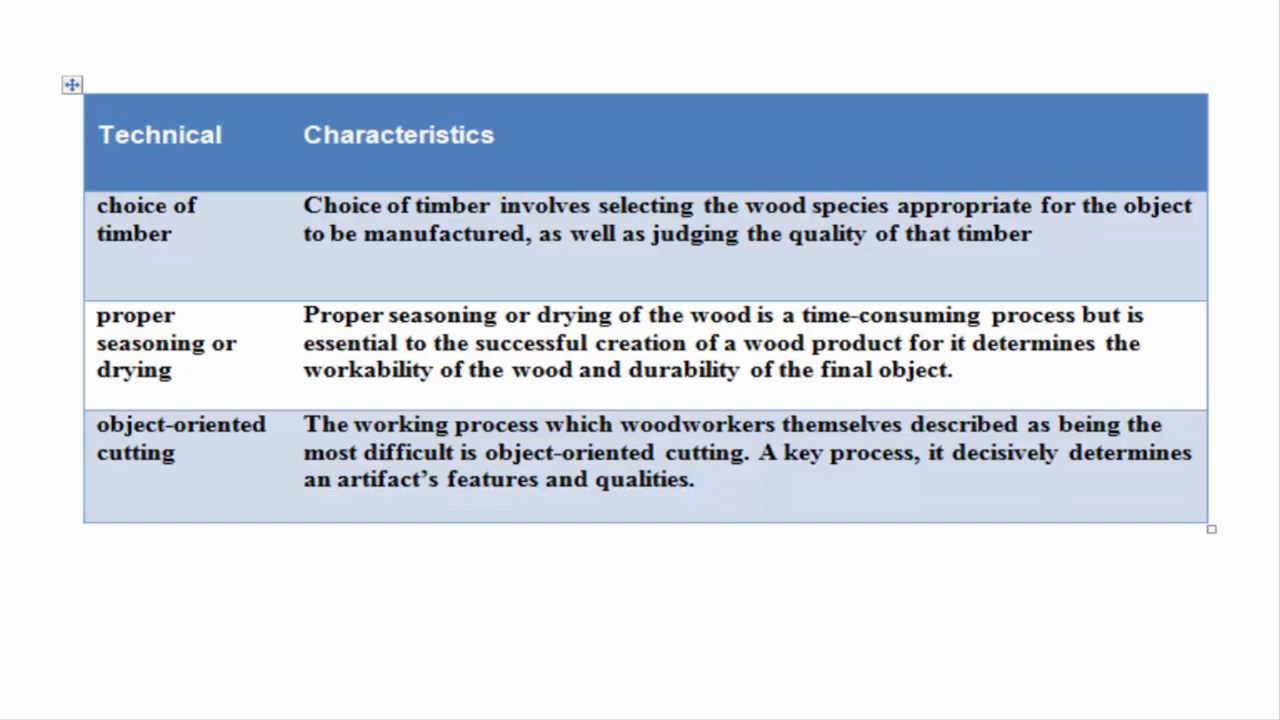 Technical Characteristics
choice of
timber
Choice of timber involves selecting the wood species appropriate for the object
to be manufactured, as well as judging the quality of that timber
proper
seasoning or
drying
Proper seasoning or drying of the wood is a time-consuming process but is
essential to the successful creation of a wood product for it determines the
workability of the wood and durability of the final object.
object-oriented
cutting
The working process which woodworkers themselves described as being the
most difficult is object-oriented cutting. A key process, it decisively determines
an artifact’s features and qualities.